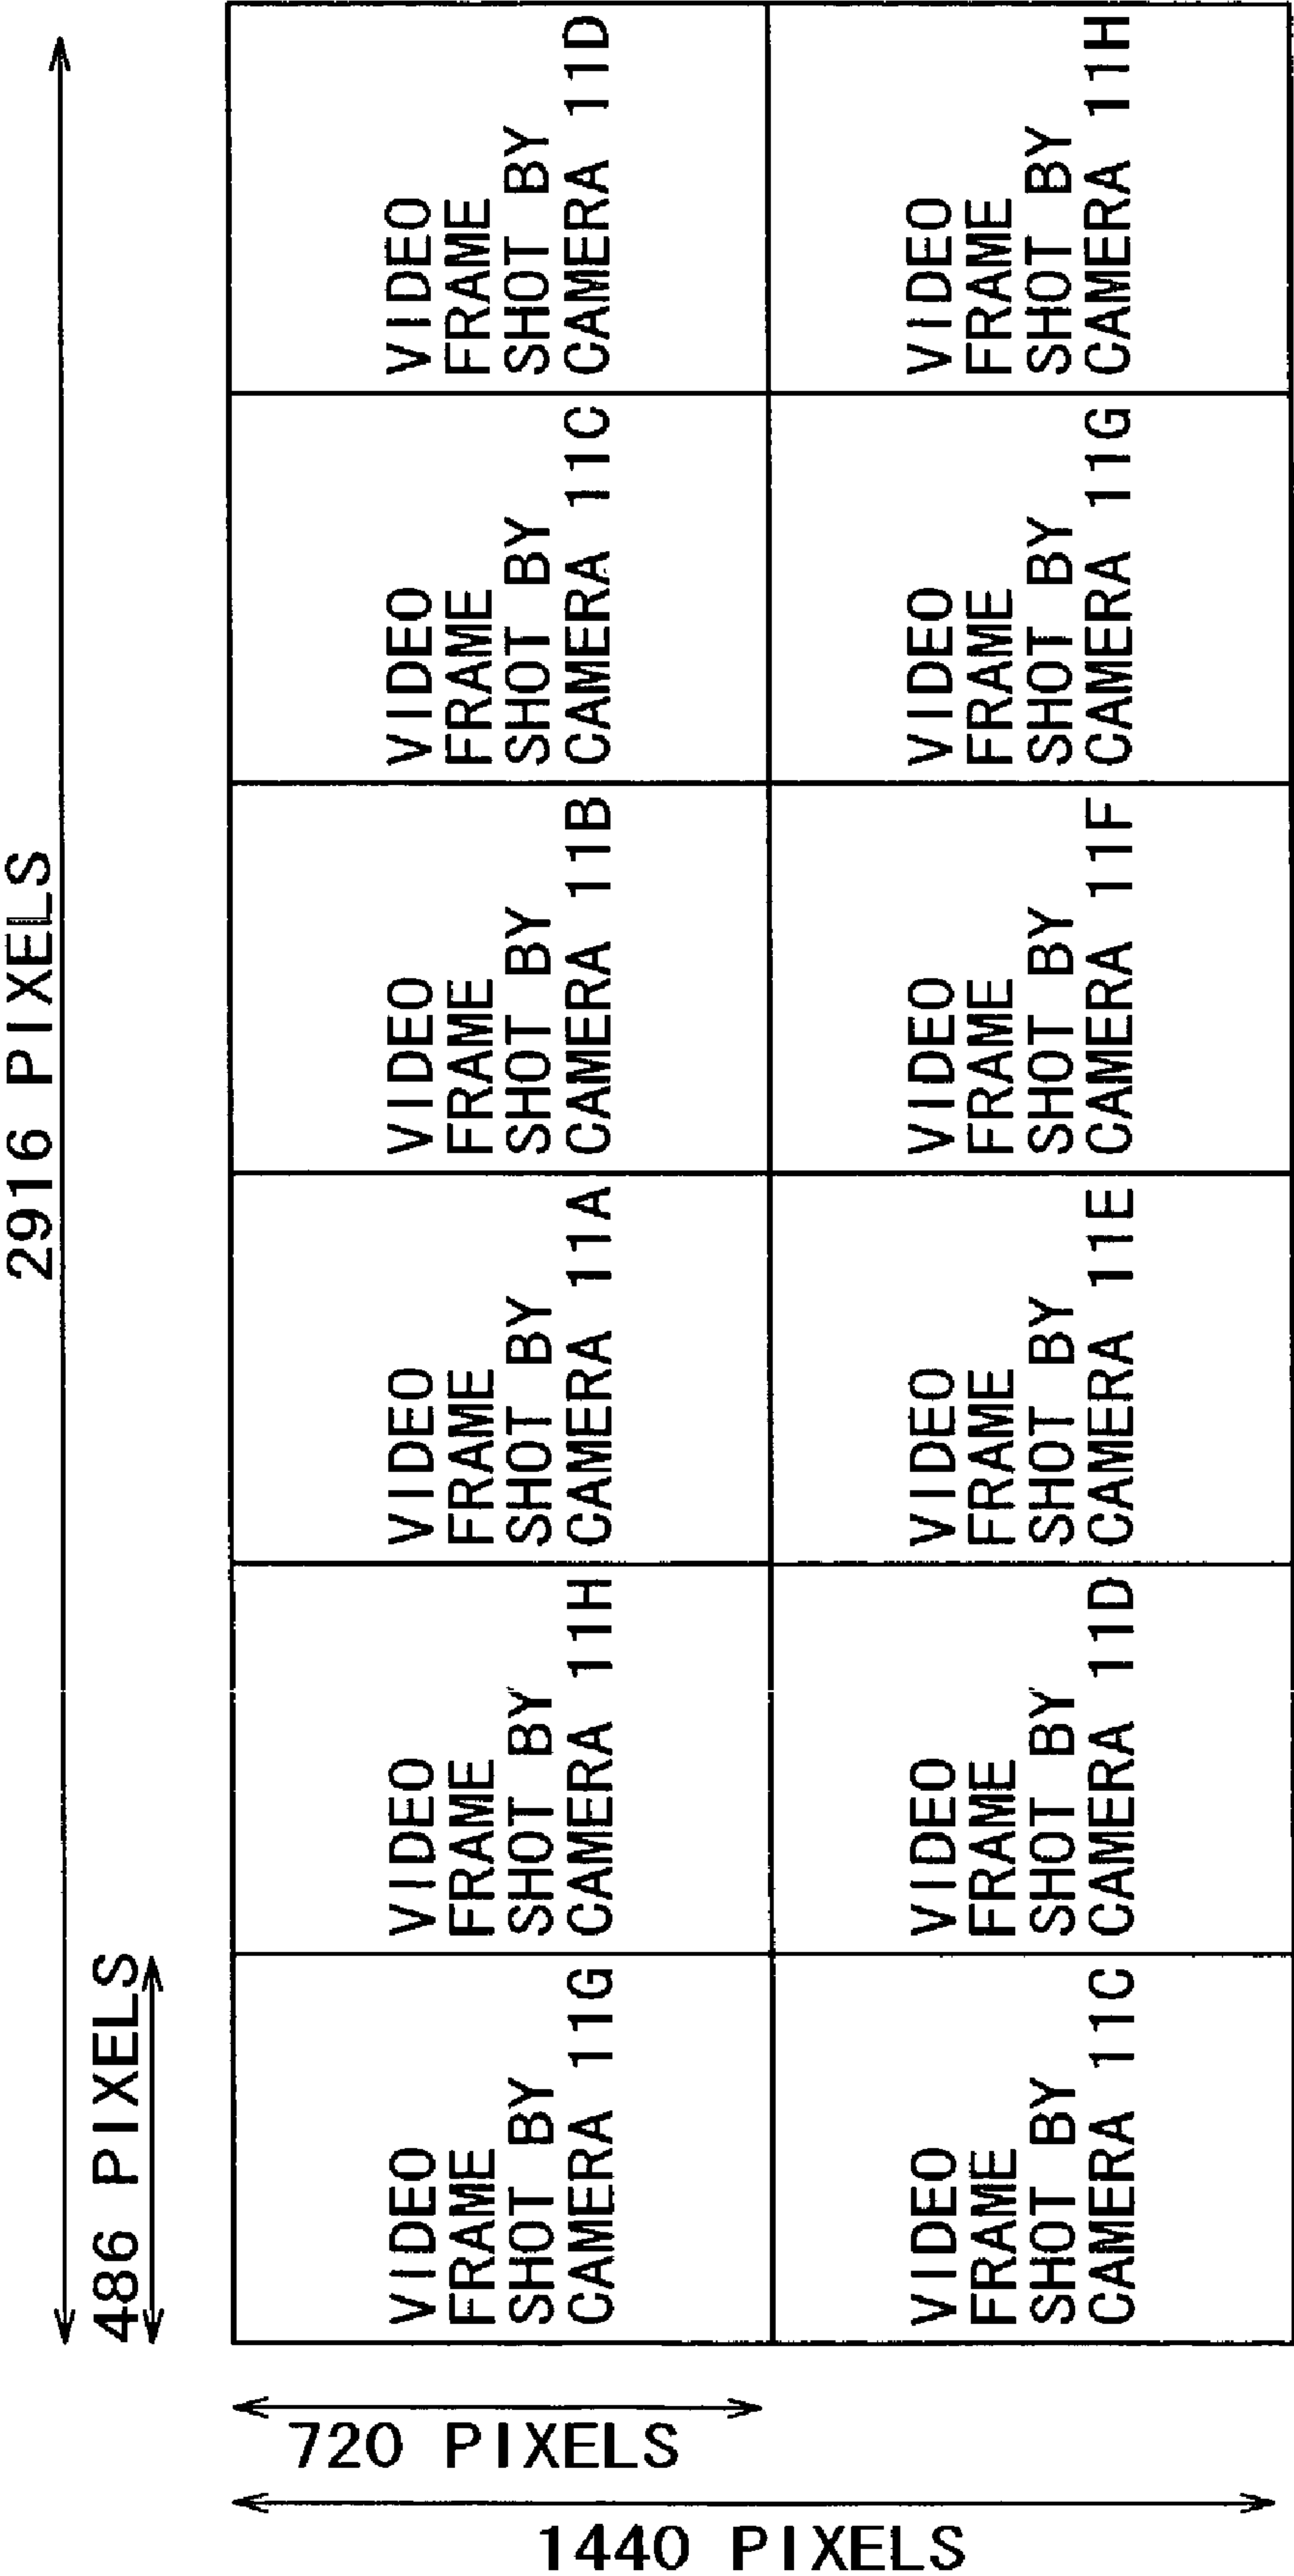 2916 PIXELS
486 PIXELS
720 PIXELS
1440 PIXELS
VIDEO
FRAME
SHOT BY
CAMERA 11G
VIDEO
FRAME
SHOT BY
CAMERA 11H
VIDEO
FRAME
SHOT BY
CAMERA 11A
VIDEO
FRAME
SHOT BY
CAMERA 11B
VIDEO
FRAME
SHOT BY
CAMERA 11C
VIDEO
FRAME
SHOT BY
CAMERA 11D
VIDEO
FRAME
SHOT BY
CAMERA 11C
VIDEO
FRAME
SHOT BY
CAMERA 11D
VIDEO
FRAME
SHOT BY
CAMERA 11E
VIDEO
FRAME
SHOT BY
CAMERA 11F
VIDEO
FRAME
SHOT BY
CAMERA 11G
VIDEO
FRAME
SHOT BY
CAMERA 11H